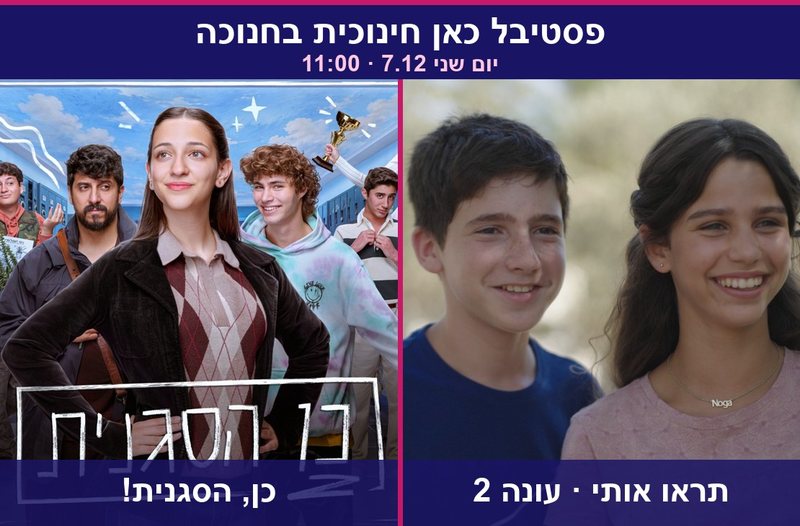 פסטיבל כאן חינוכית בחנוכה
יום שני 7.12 · 11:00
כן הסגנית
כן, הסגנית!
Noga
תראו אותי · עונה 2